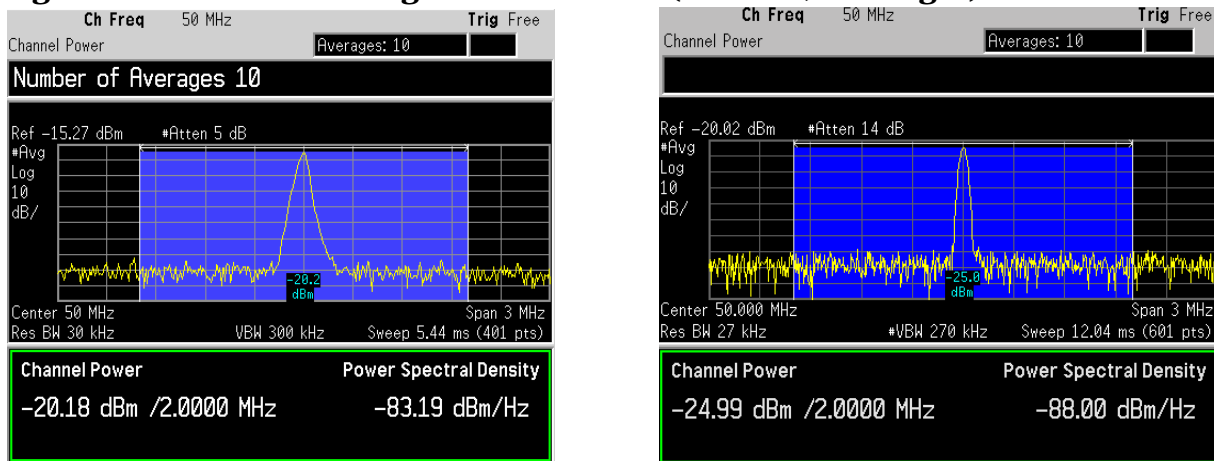 Ch Freq 50 MHz Trig Free
Channel Power Averages: 10
Number of Averages 10
Ref -15.27 dBm #Atten 5 dB
#Avg
Log
10
dB/
-20.2
dBm
Center 50 MHz Span 3 MHz
Res BW 30 kHz VBW 300 kHz Sweep 5.44 ms (401 pts)
Channel Power Power Spectral Density
-20.18 dBm /2.0000 MHz -83.19 dBm/Hz
Ch Freq 50 MHz Trig Free
Channel Power Averages: 10
Ref -20.02 dBm #Atten 14 dB
#Avg
Log
10
dB/
-25.0
dBm
Center 50.000 MHz Span 3 MHz
Res BW 27 kHz #VBW 270 kHz Sweep 12.04 ms (601 pts)
Channel Power Power Spectral Density
-24.99 dBm /2.0000 MHz -88.00 dBm/Hz